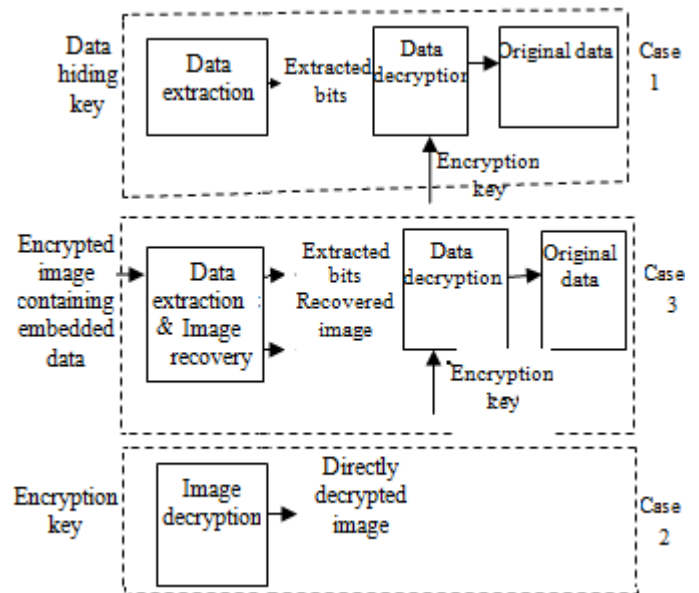 Data
hiding
key
Data
extraction
Extracted
bits
Data
decryption
Original data
Case
1
Encryption
key
Encrypted
image
containing
embedded
data
Data
extraction
& Image
recovery
Extracted
bits
Recovered
image
Data
decryption
Original
data
Case
3
Encryption
key
Encryption
key
Image
decryption
Directly
decrypted
image
Case
2